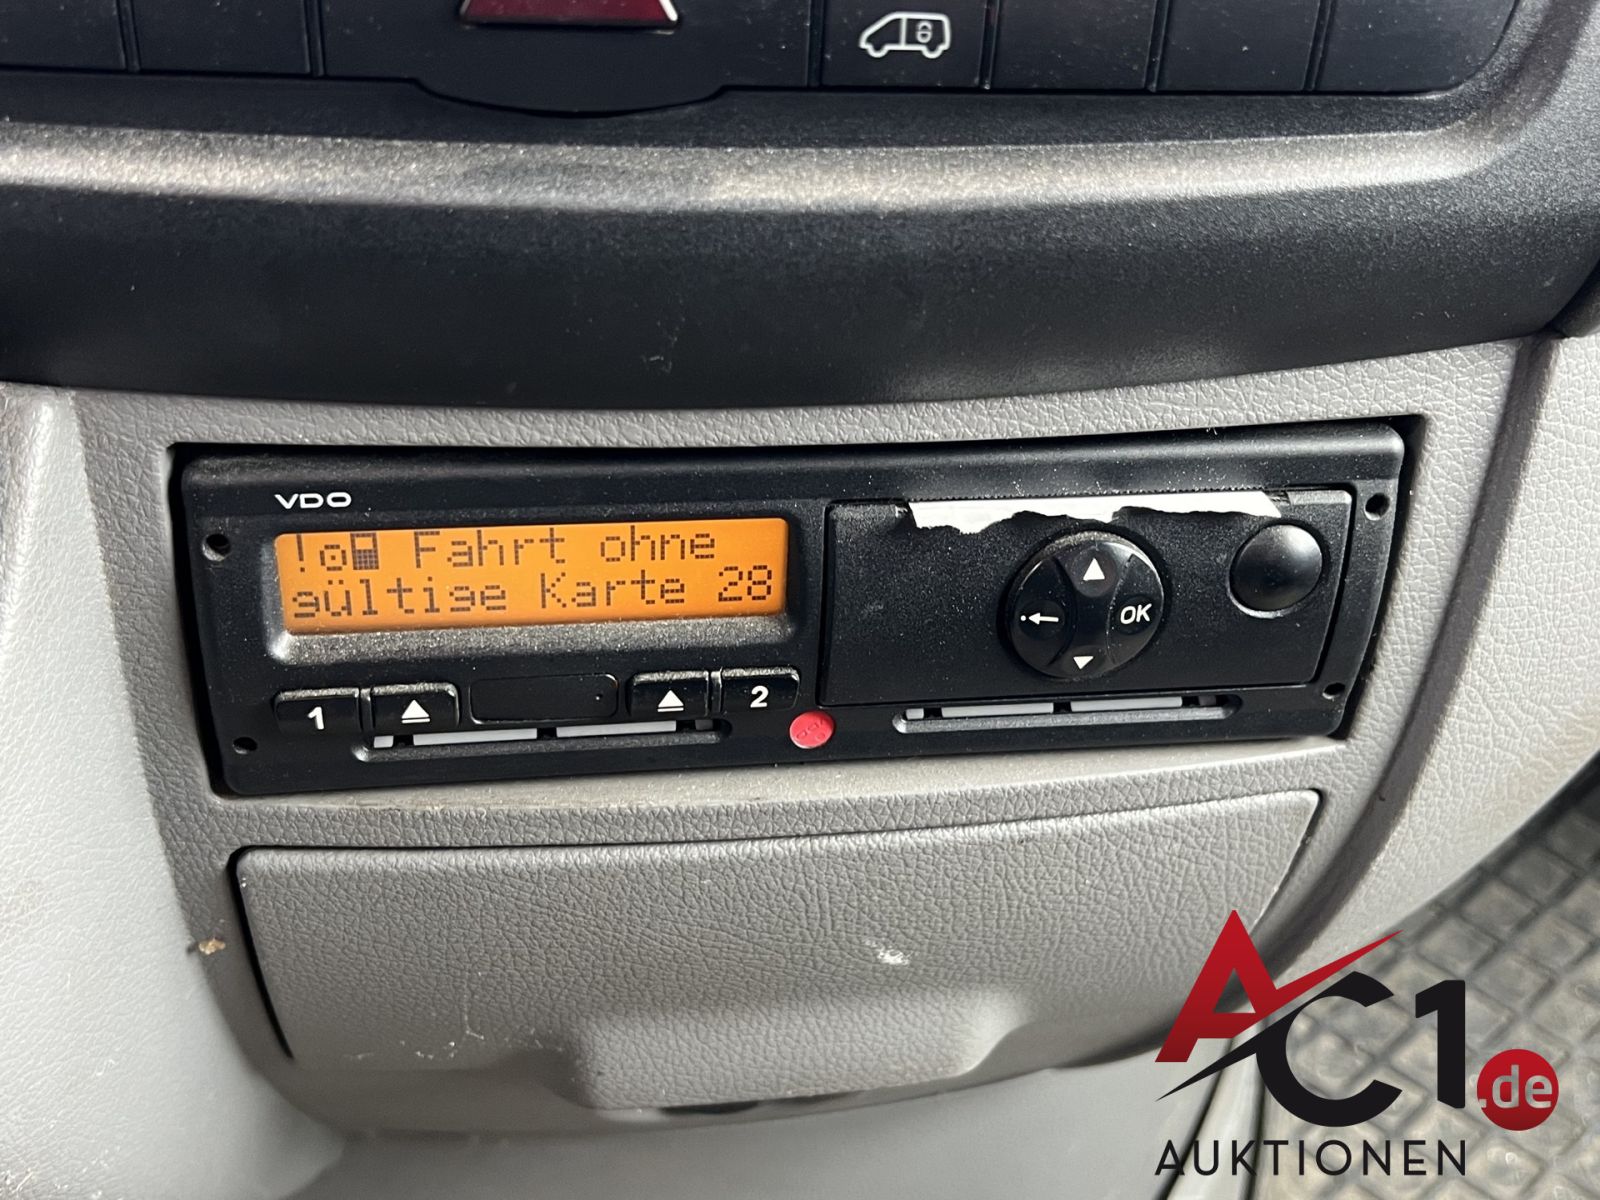 VDO
! Fahrt ohne
gültige Karte 28
OK
1
2
AC1.de
AUKTIONEN